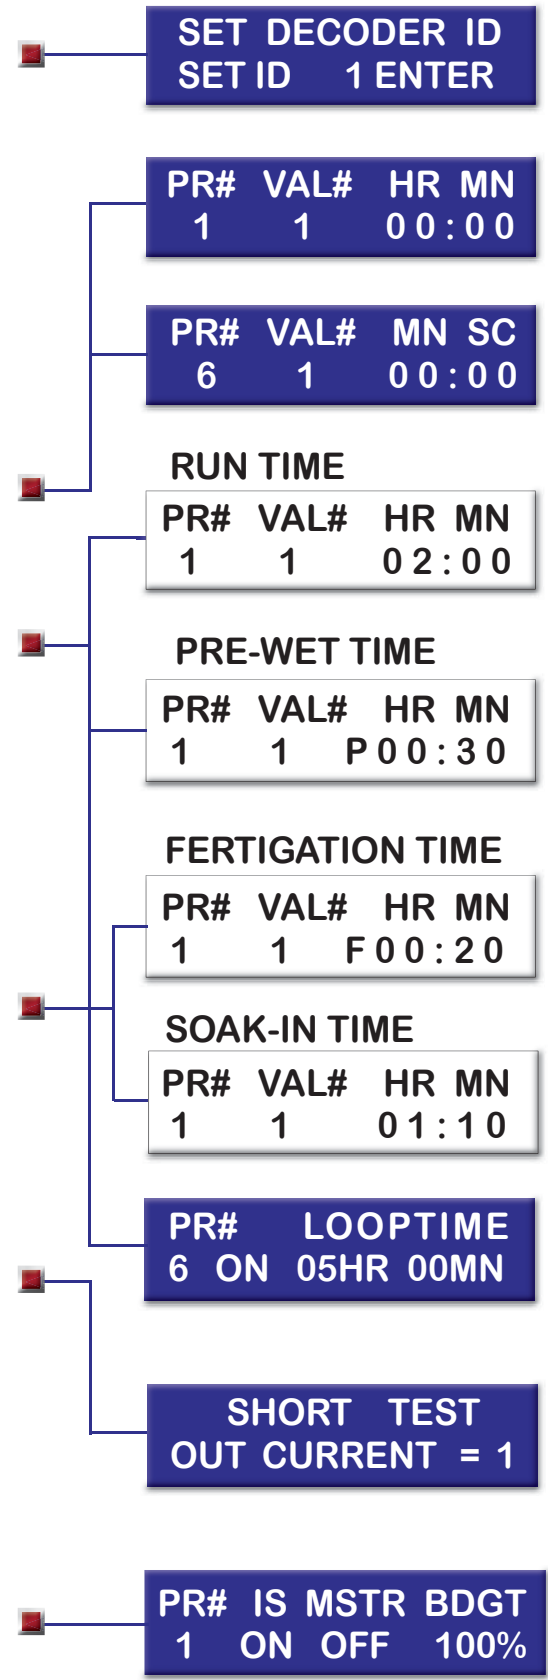 SET DECODER ID
SET ID 1 ENTER
PR# VAL# HR MN
1 1 00:00
PR# VAL# MN SC
6 1 00:00
RUN TIME
PR# VAL# HR MN
1 1 02:00
PRE-WET TIME
PR# VAL# HR MN
1 1 P00:30
FERTIGATION TIME
PR# VAL# HR MN
1 1 F00:20
SOAK-IN TIME
PR# VAL# HR MN
1 1 01:10
PR# LOOPTIME
6 ON 05HR 00MN
SHORT TEST
OUT CURRENT = 1
PR# IS MSTR BDGT
1 ON OFF 100%